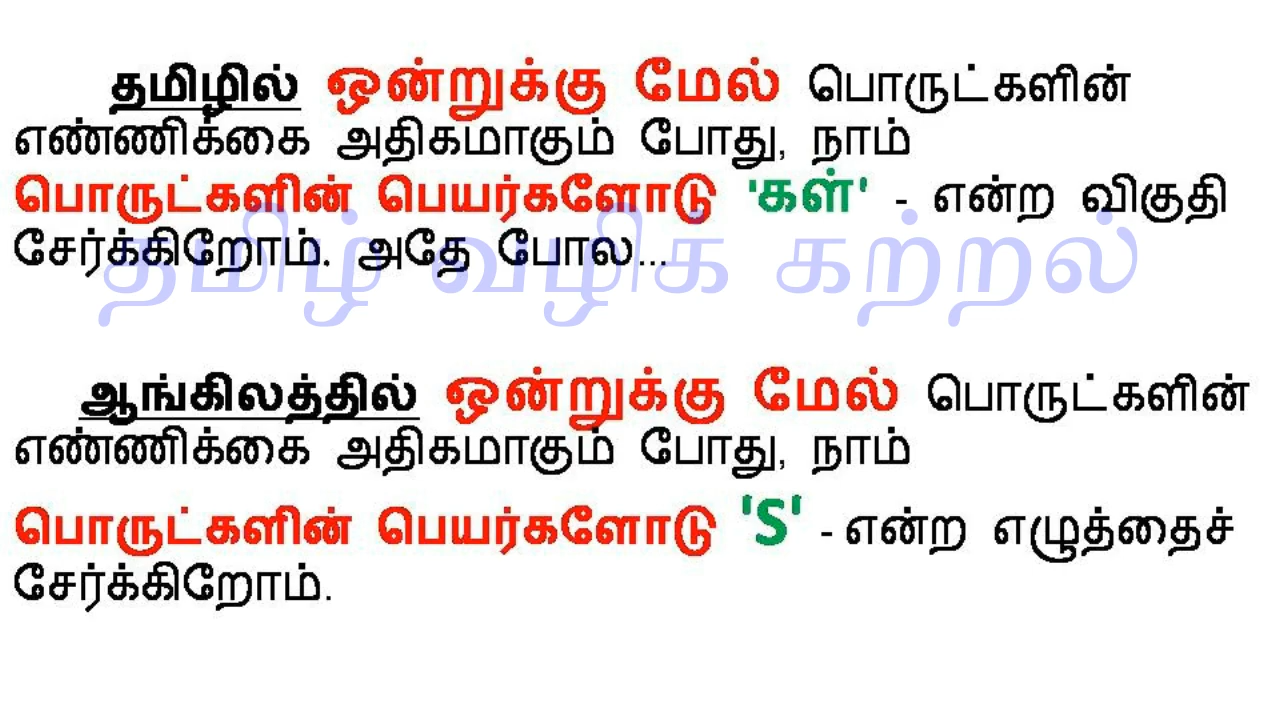 தமிழில் ஒன்றுக்கு மேல் பொருட்களின்
எண்ணிக்கை அதிகமாகும் போது, நாம்
பொருட்களின் பெயர்களோடு 'கள்' - என்ற விகுதி
சேர்க்கிறோம். அதே போல...
தமிழ் வழிக் கற்றல்
ஆங்கிலத்தில் ஒன்றுக்கு மேல் பொருட்களின்
எண்ணிக்கை அதிகமாகும் போது, நாம்
பொருட்களின் பெயர்களோடு 'S' - என்ற எழுத்தைச்
சேர்க்கிறோம்.